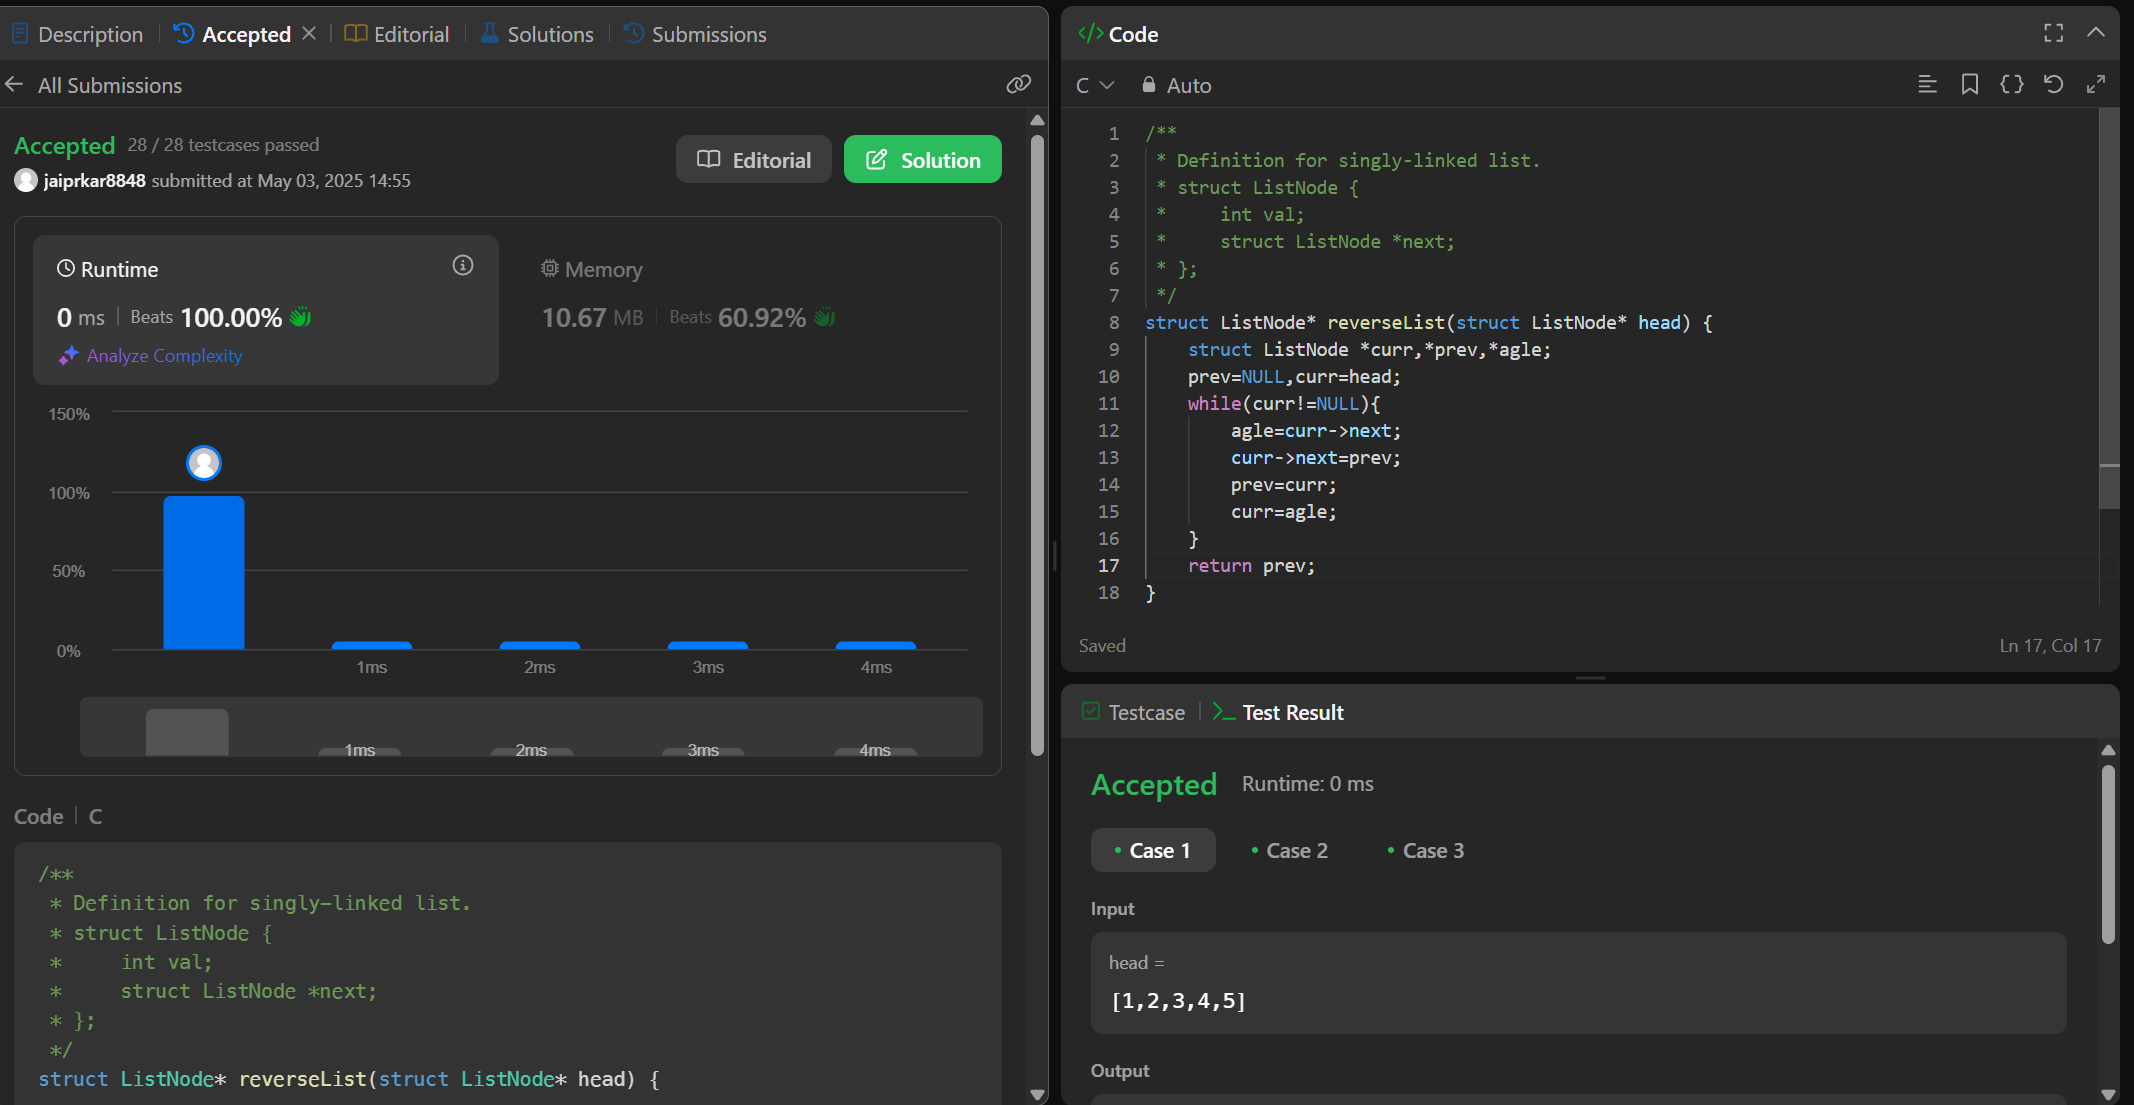 Description
Accepted
Editorial
Solutions
Submissions
All Submissions
Accepted 28 / 28 testcases passed
jaiprkar8848 submitted at May 03, 2025 14:55
Editorial
Solution
Runtime
0 ms | Beats 100.00%
Analyze Complexity
Memory
10.67 MB | Beats 60.92%
150%
100%
50%
0%
1ms 2ms 3ms 4ms
1ms 2ms 3ms 4ms
Code | C
/**
 * Definition for singly-linked list.
 * struct ListNode {
 *     int val;
 *     struct ListNode *next;
 * };
 */
struct ListNode* reverseList(struct ListNode* head) {
</> Code
C
Auto
1 /**
2  * Definition for singly-linked list.
3  * struct ListNode {
4  *     int val;
5  *     struct ListNode *next;
6  * };
7  */
8 struct ListNode* reverseList(struct ListNode* head) {
9     struct ListNode *curr,*prev,*agle;
10     prev=NULL,curr=head;
11     while(curr!=NULL){
12         agle=curr->next;
13         curr->next=prev;
14         prev=curr;
15         curr=agle;
16     }
17     return prev;
18 }
Saved
Ln 17, Col 17
Testcase
Test Result
Accepted Runtime: 0 ms
• Case 1 • Case 2 • Case 3
Input
head =
[1,2,3,4,5]
Output